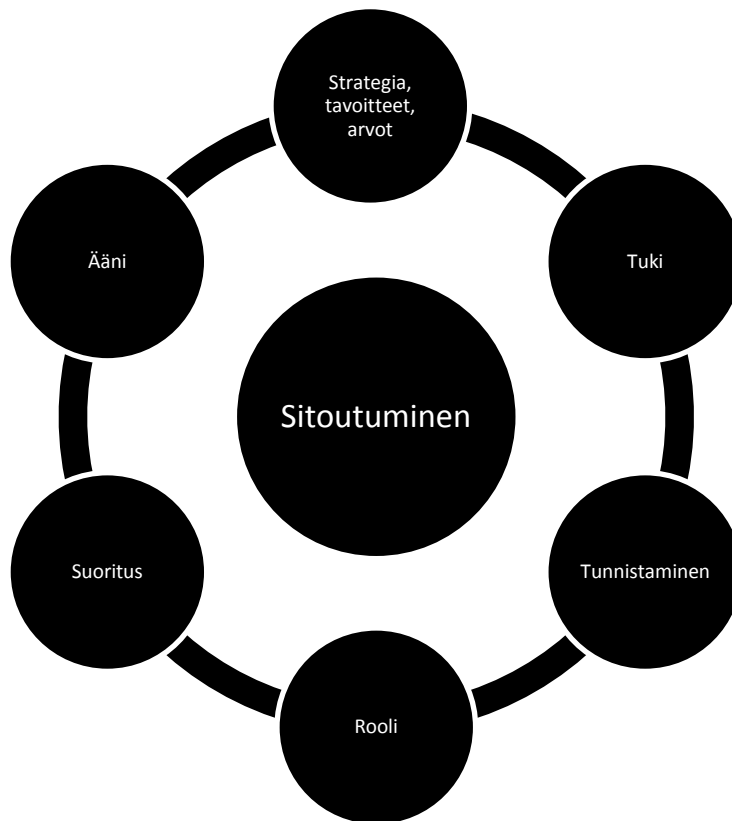 Strategia,
tavoitteet,
arvot
Ääni
Tuki
Sitoutuminen
Suoritus
Tunnistaminen
Rooli